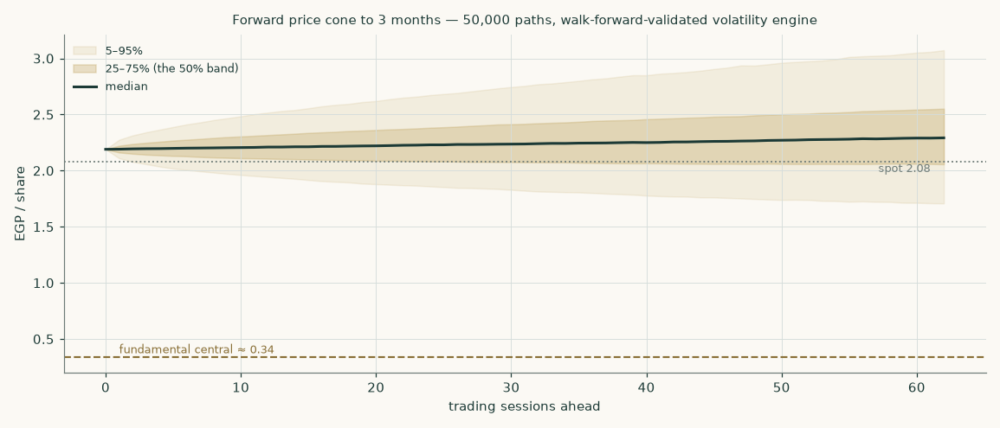 Forward price cone to 3 months — 50,000 paths, walk-forward-validated volatility engine
5–95%
25–75% (the 50% band)
median
EGP / share
3.0
2.5
2.0
1.5
1.0
0.5
spot 2.08
fundamental central ≈ 0.34
0
10
20
30
40
50
60
trading sessions ahead